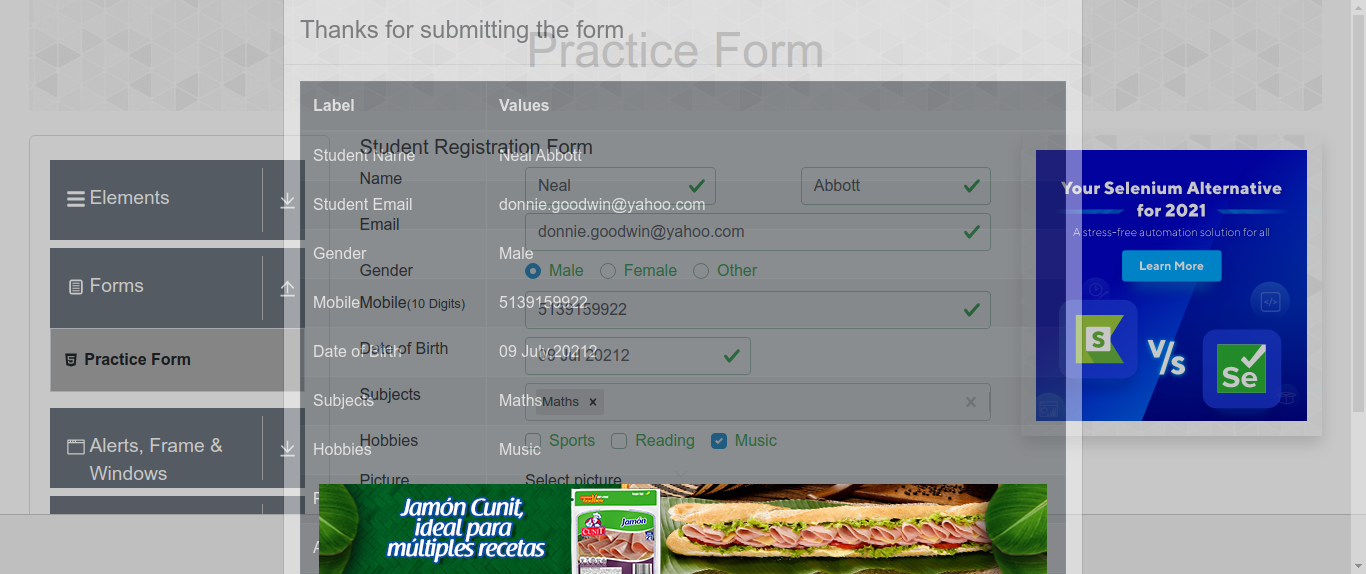 Thanks for submitting the form
Practice Form
Label Values
Student Registration Form
Student Name Neal Abbott
Name Neal Abbott
Student Email donnie.goodwin@yahoo.com
Email donnie.goodwin@yahoo.com
Gender Male
Gender Male Female Other
Mobile 5139159922
Mobile(10 Digits) 5139159922
Date of Birth 09 July,20212
Date of Birth 09 Jul 20212
Subjects Maths
Subjects Maths ×
Hobbies Sports Reading Music
Hobbies Music
Picture Select picture
Elements
Forms
Practice Form
Alerts, Frame &
Windows
Your Selenium Alternative
for 2021
A stress-free automation solution for all
Learn More
S
V/s
Se
Jamón Cunit,
ideal para
múltiples recetas
CUNIT
Jamón